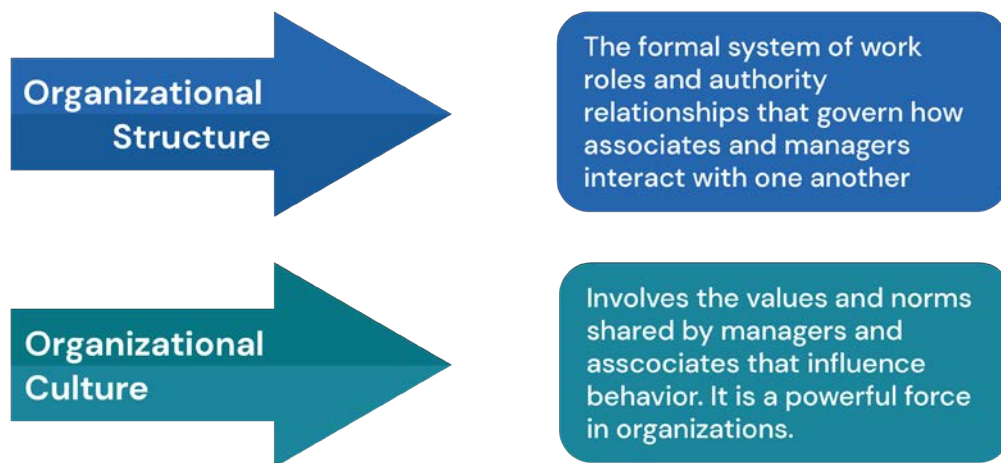 Organizational
Structure
The formal system of work
roles and authority
relationships that govern how
associates and managers
interact with one another
Organizational
Culture
Involves the values and norms
shared by managers and
asscociates that influence
behavior. It is a powerful force
in organizations.